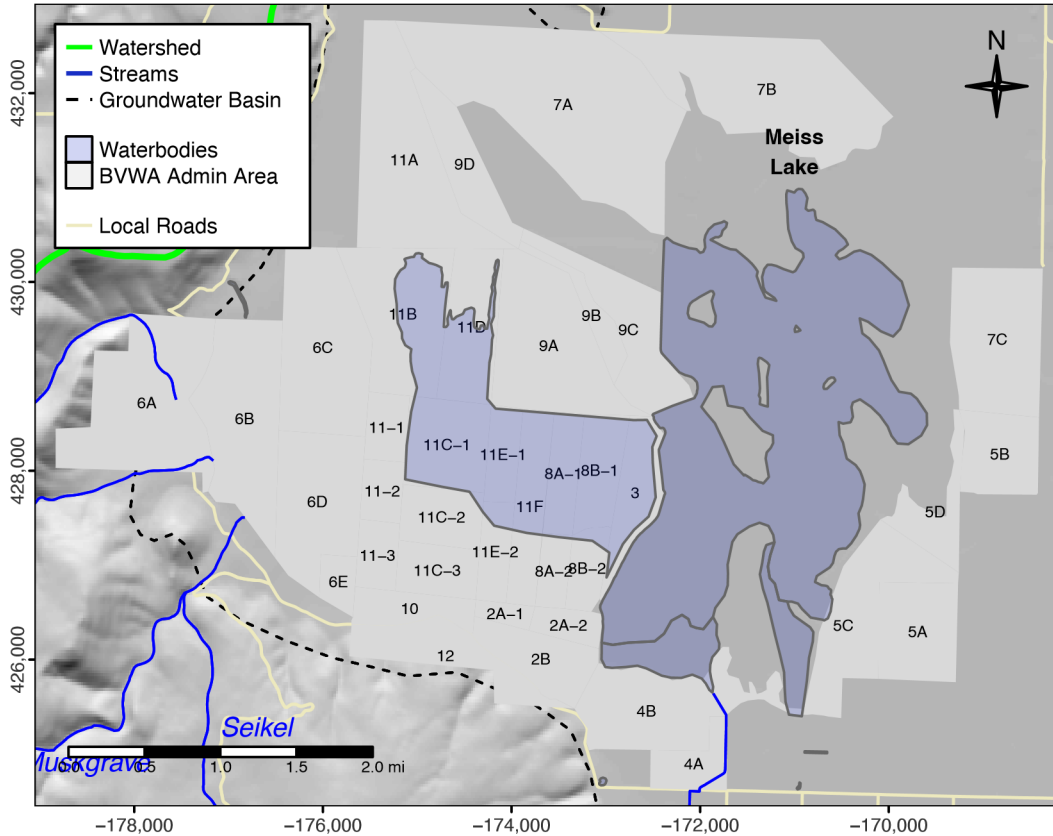 Watershed
Streams
Groundwater Basin
Waterbodies
BVWA Admin Area
Local Roads
N
Meiss
Lake
7A
7B
11A
9D
11B
11D
9B
9C
9A
6C
7C
6A
6B
11−1
11C−1
11E−1
8A−1
8B−1
5B
11−2
3
6D
11F
11C−2
5D
11−3
11E−2
11C−3
8A−2
8B−2
6E
10
2A−1
2A−2
5C
5A
12
2B
4B
4A
Seikel
Muskgrave
0.0
0.5
1.0
1.5
2.0 mi
432,000
430,000
428,000
426,000
−178,000
−176,000
−174,000
−172,000
−170,000